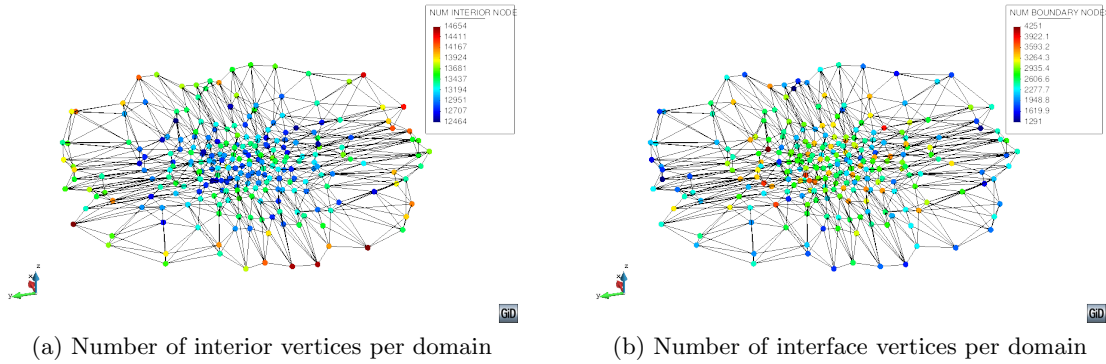 NUM INTERIOR NODE
14654
14411
14167
13924
13681
13437
13194
12951
12707
12464
z
x
y
GiD
(a) Number of interior vertices per domain
NUM BOUNDARY NODES
4251
3922.1
3593.2
3264.3
2935.4
2606.6
2277.7
1948.8
1619.9
1291
z
x
y
GiD
(b) Number of interface vertices per domain